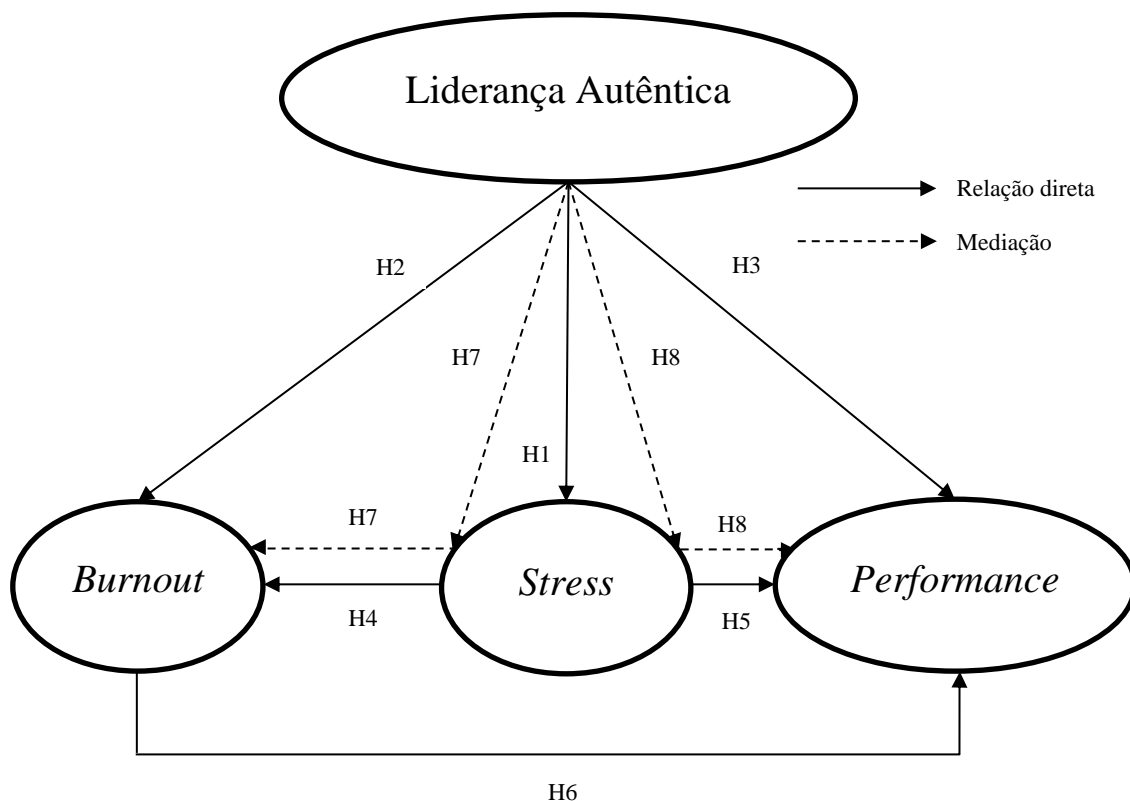 Liderança Autêntica
Relação direta
Mediação
H2
H3
H7
H8
H1
H7
H8
Burnout
Stress
Performance
H4
H5
H6